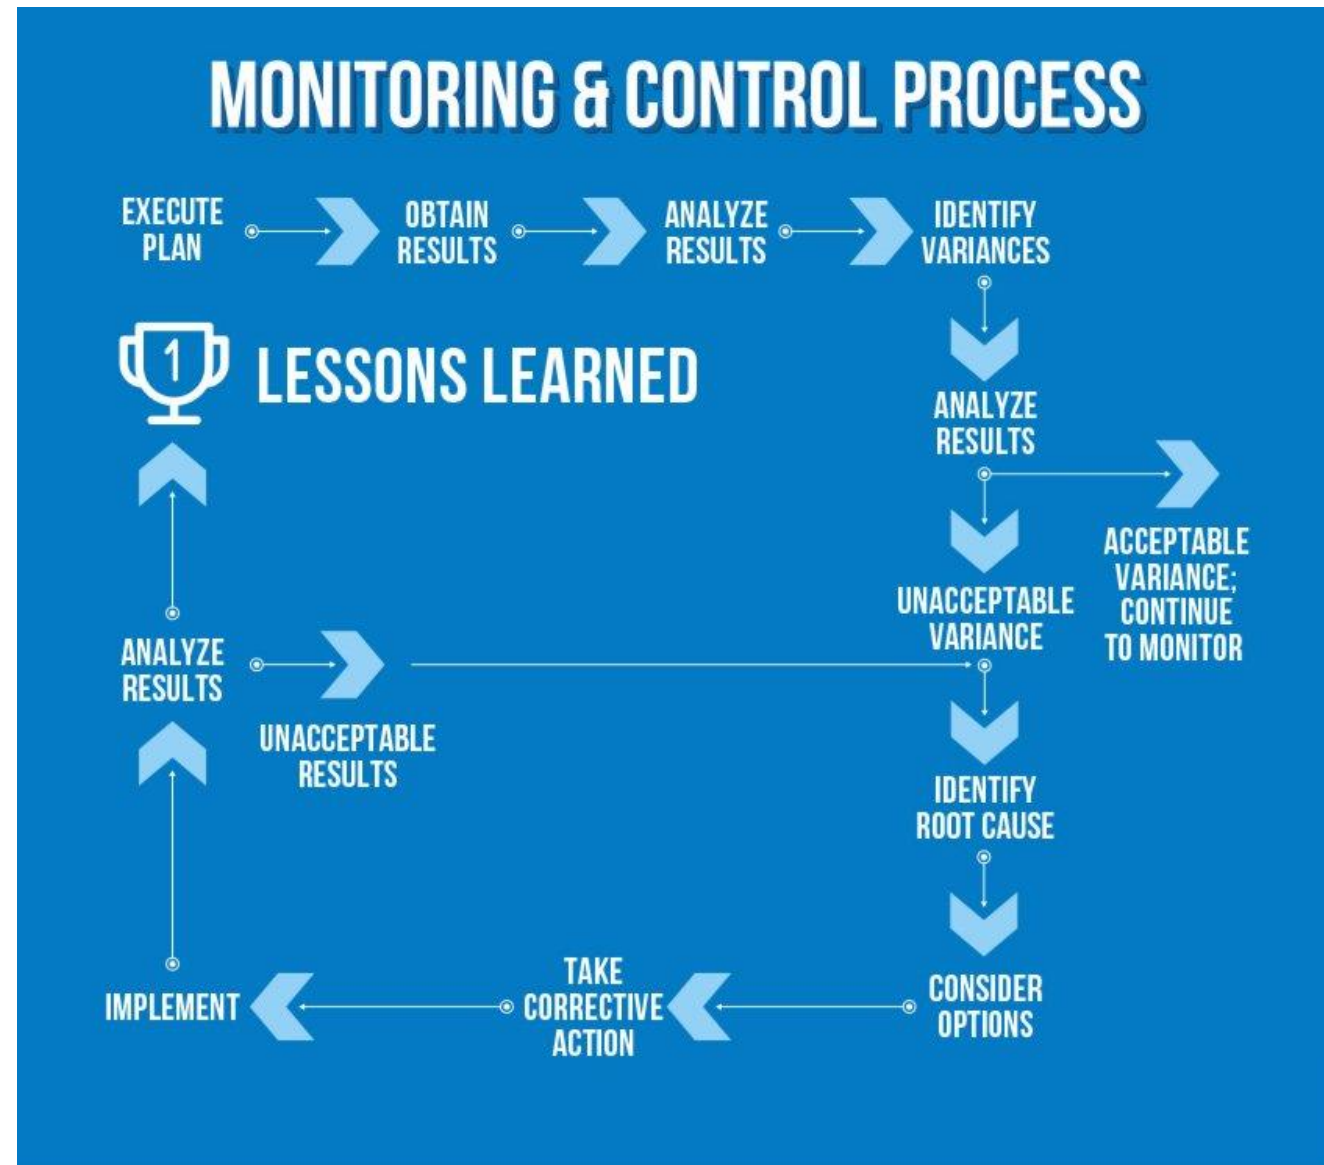 MONITORING & CONTROL PROCESS
EXECUTE
PLAN
OBTAIN
RESULTS
ANALYZE
RESULTS
IDENTIFY
VARIANCES
1
LESSONS LEARNED
ANALYZE
RESULTS
ACCEPTABLE
VARIANCE;
CONTINUE
TO MONITOR
UNACCEPTABLE
VARIANCE
ANALYZE
RESULTS
UNACCEPTABLE
RESULTS
IDENTIFY
ROOT CAUSE
CONSIDER
OPTIONS
TAKE
CORRECTIVE
ACTION
IMPLEMENT